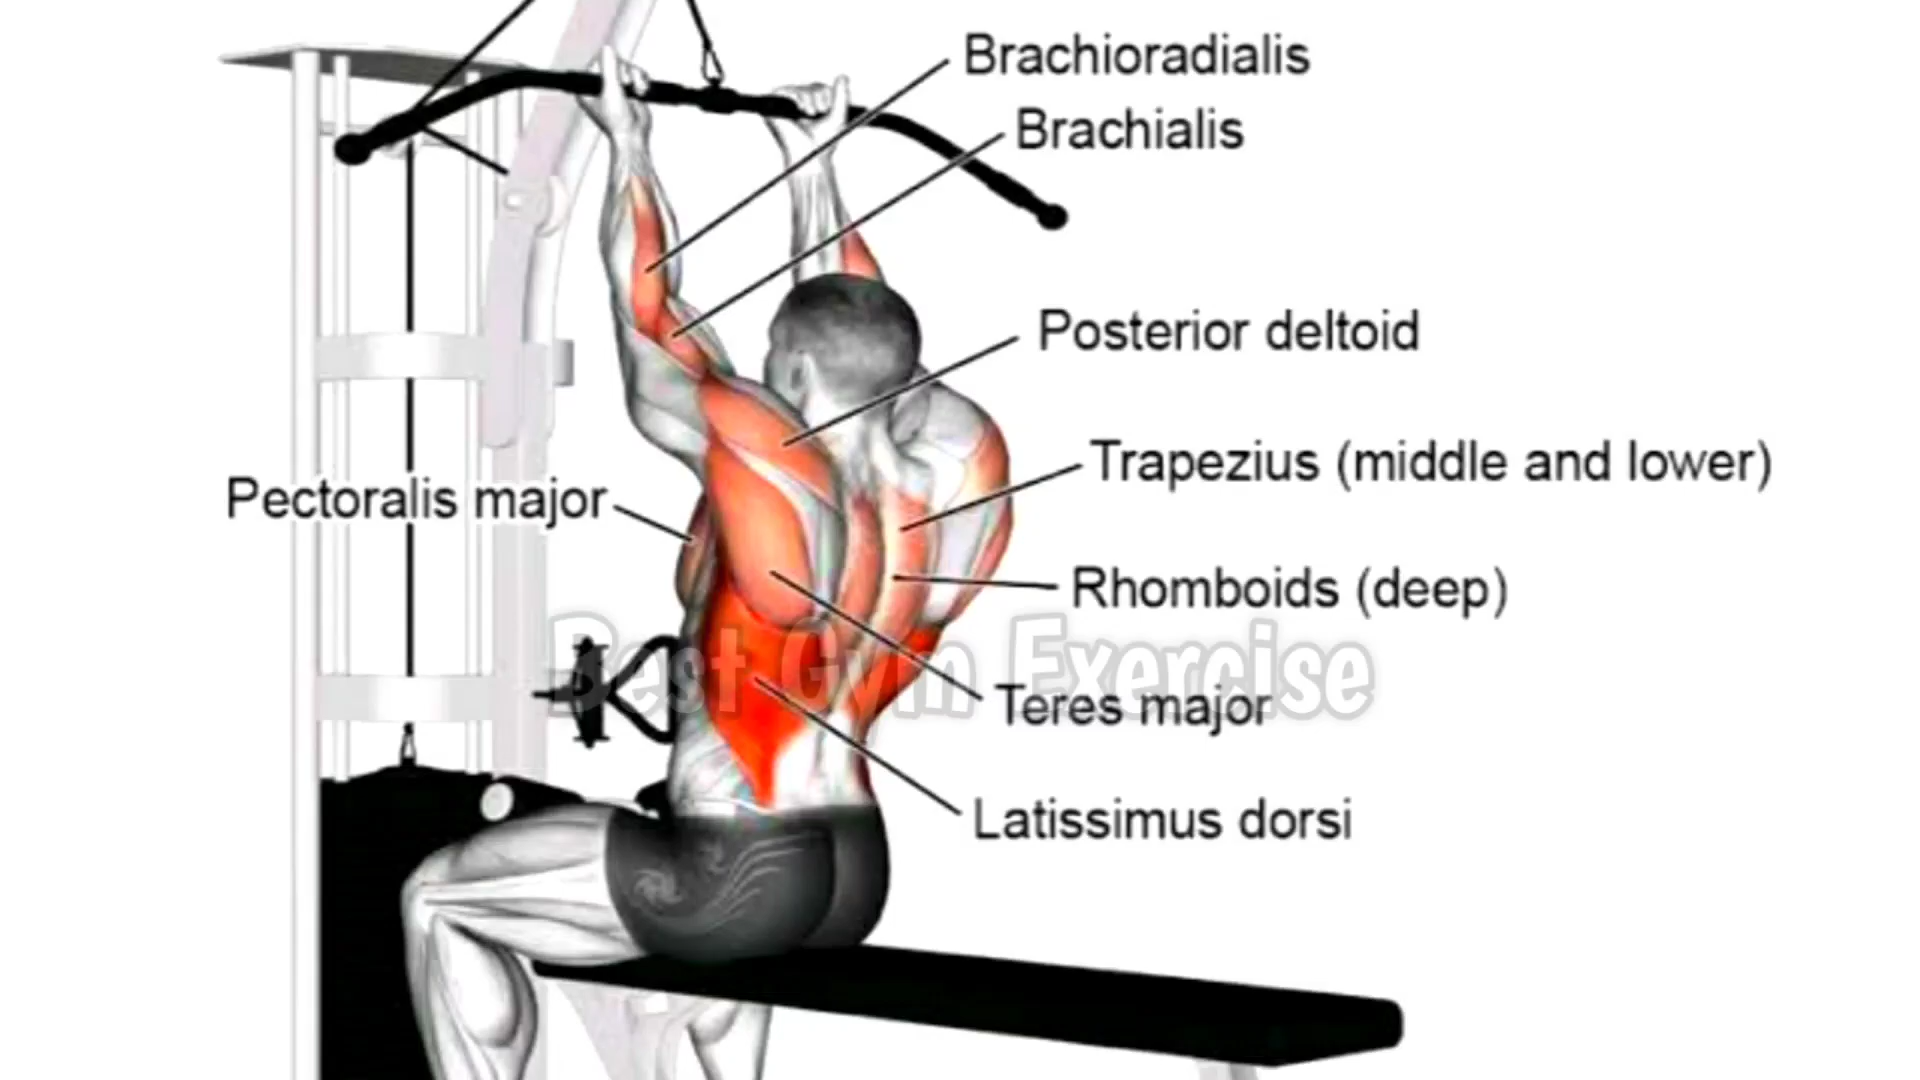 Brachioradialis
Brachialis
Posterior deltoid
Trapezius (middle and lower)
Pectoralis major
Rhomboids (deep)
Best Gym Exercise
Teres major
Latissimus dorsi